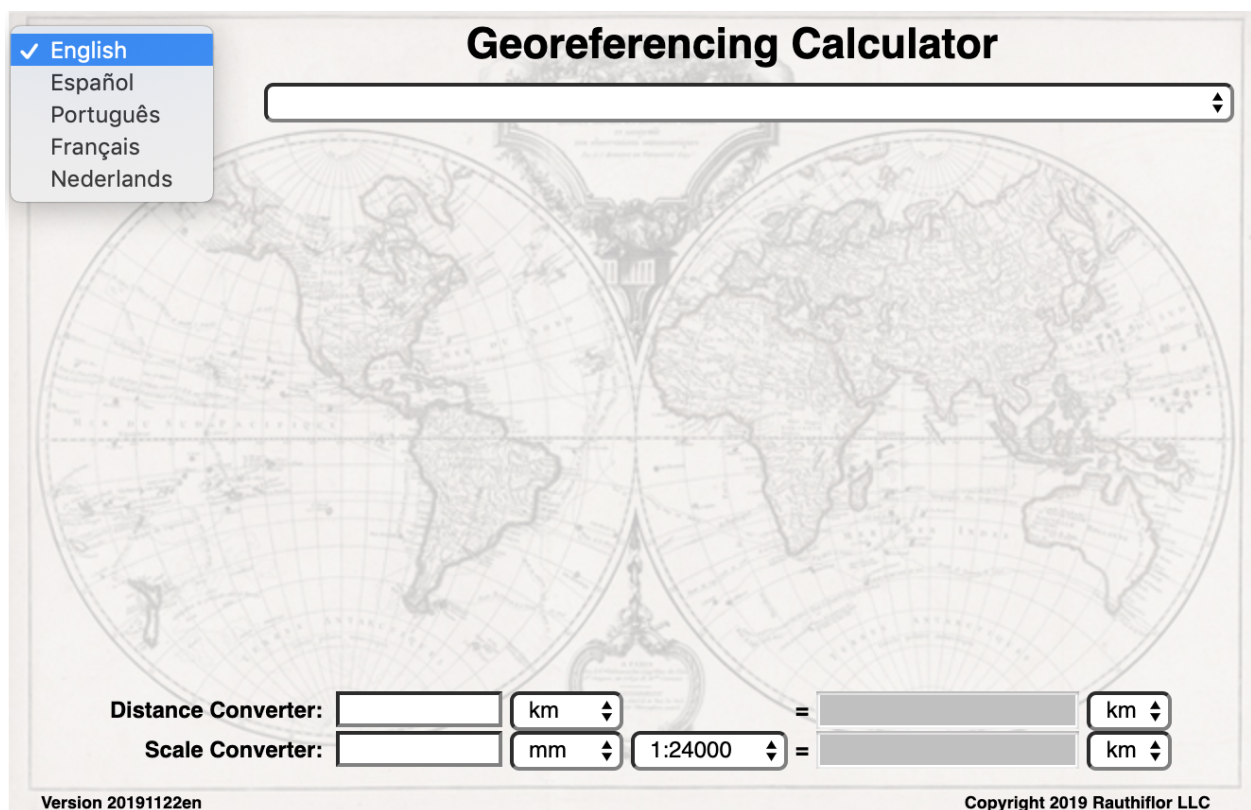 ✓ English
Español
Português
Français
Nederlands
Georeferencing Calculator
Distance Converter: km = km
Scale Converter: mm 1:24000 = km
Version 20191122en
Copyright 2019 Rauthiflor LLC